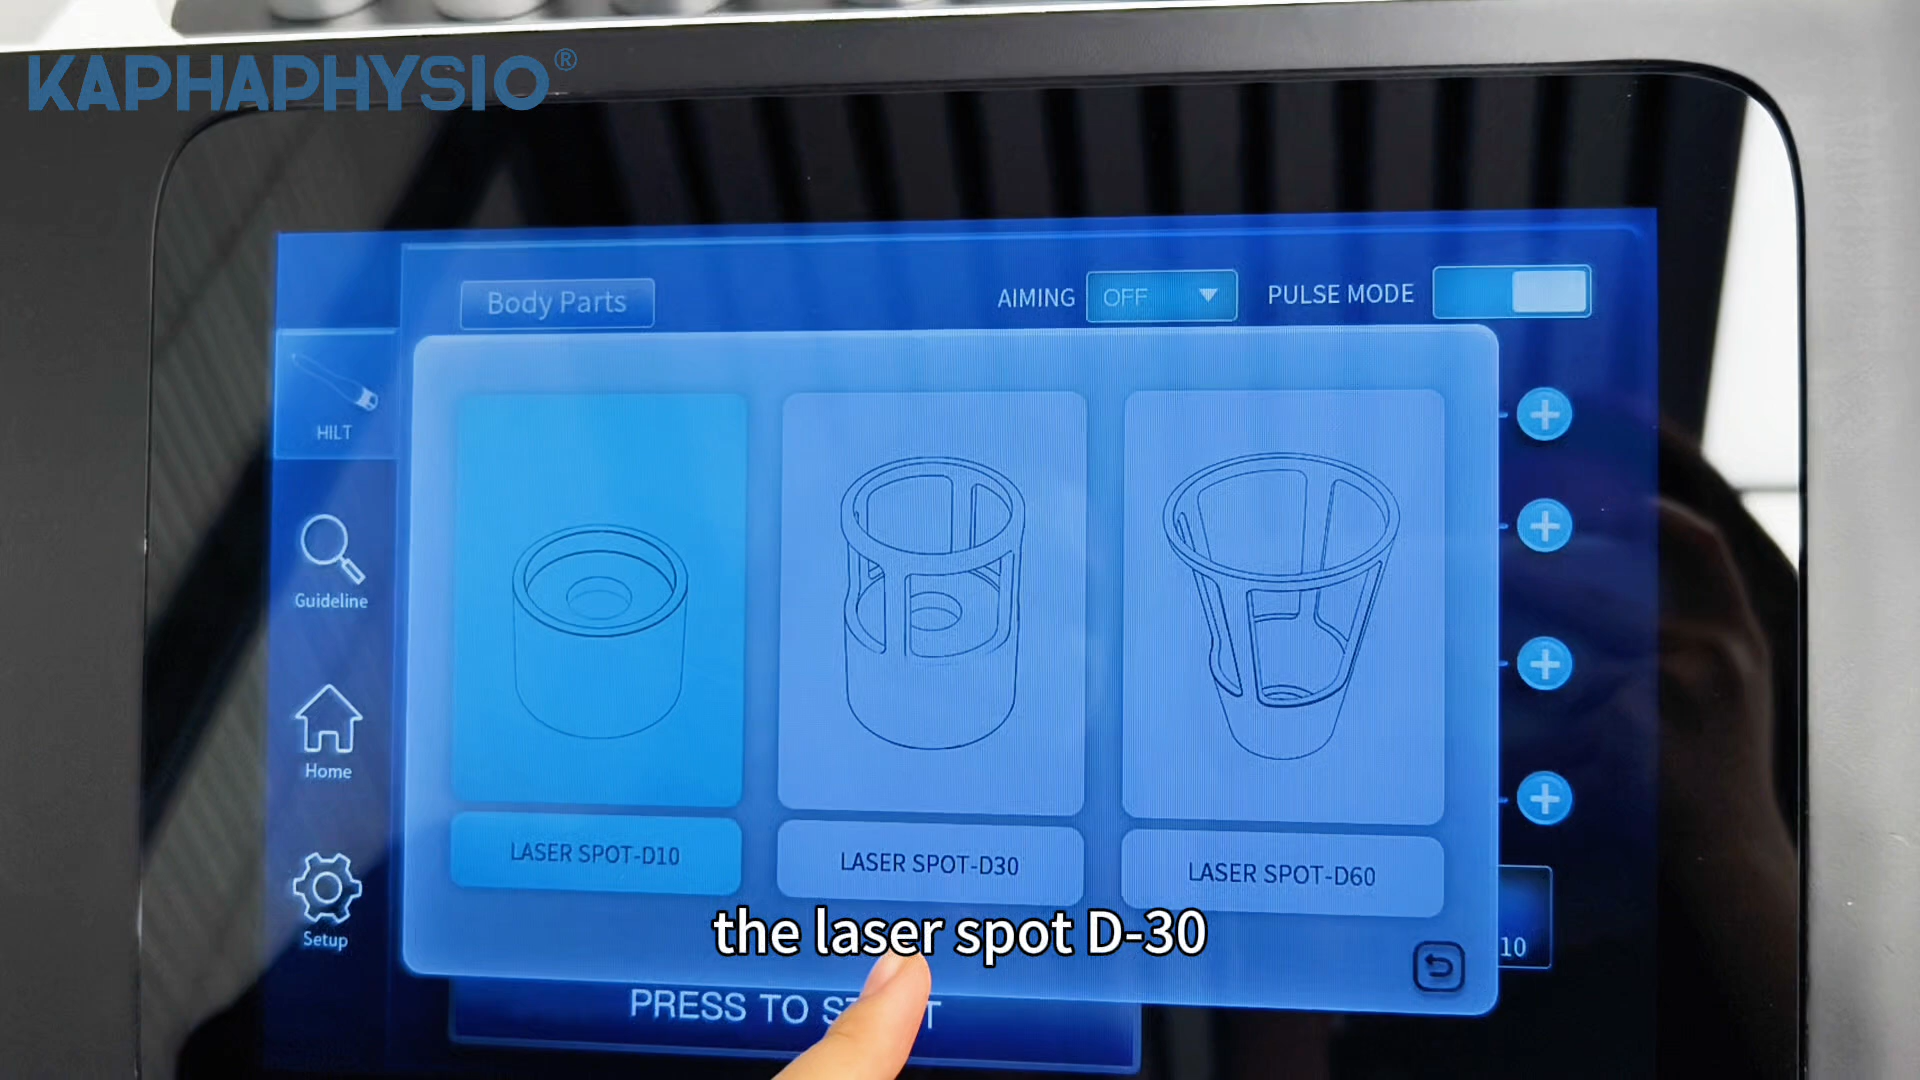 KAPHAPHYSIO®
Body Parts
AIMING OFF PULSE MODE
HILT
Guideline
Home
Setup
LASER SPOT-D10
LASER SPOT-D30
LASER SPOT-D60
the laser spot D-30
10
PRESS TO